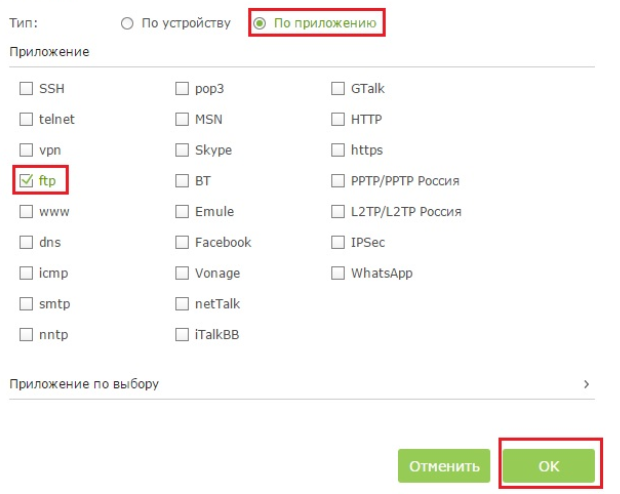 Тип: По устройству По приложению
Приложение
SSH pop3 GTalk
telnet MSN HTTP
vpn Skype https
ftp BT PPTP/PPTP Россия
www Emule L2TP/L2TP Россия
dns Facebook IPSec
icmp Vonage WhatsApp
smtp netTalk
nntp iTalkBB
Приложение по выбору
Отменить OK